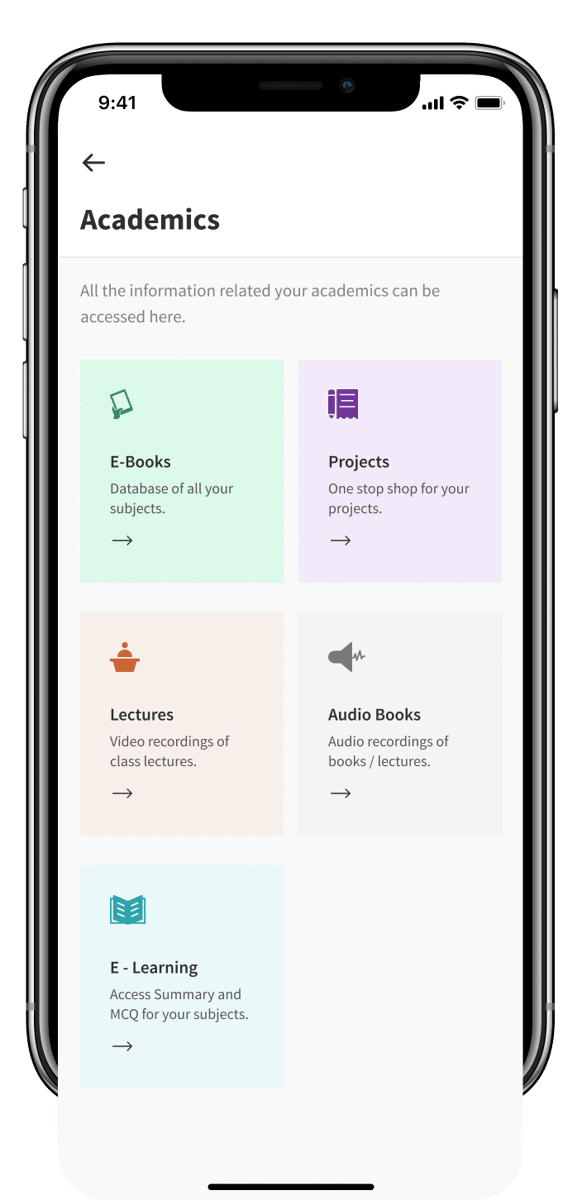 9:41
Academics
All the information related your academics can be
accessed here.
E-Books
Database of all your
subjects.
Projects
One stop shop for your
projects.
Lectures
Video recordings of
class lectures.
Audio Books
Audio recordings of
books / lectures.
E - Learning
Access Summary and
MCQ for your subjects.